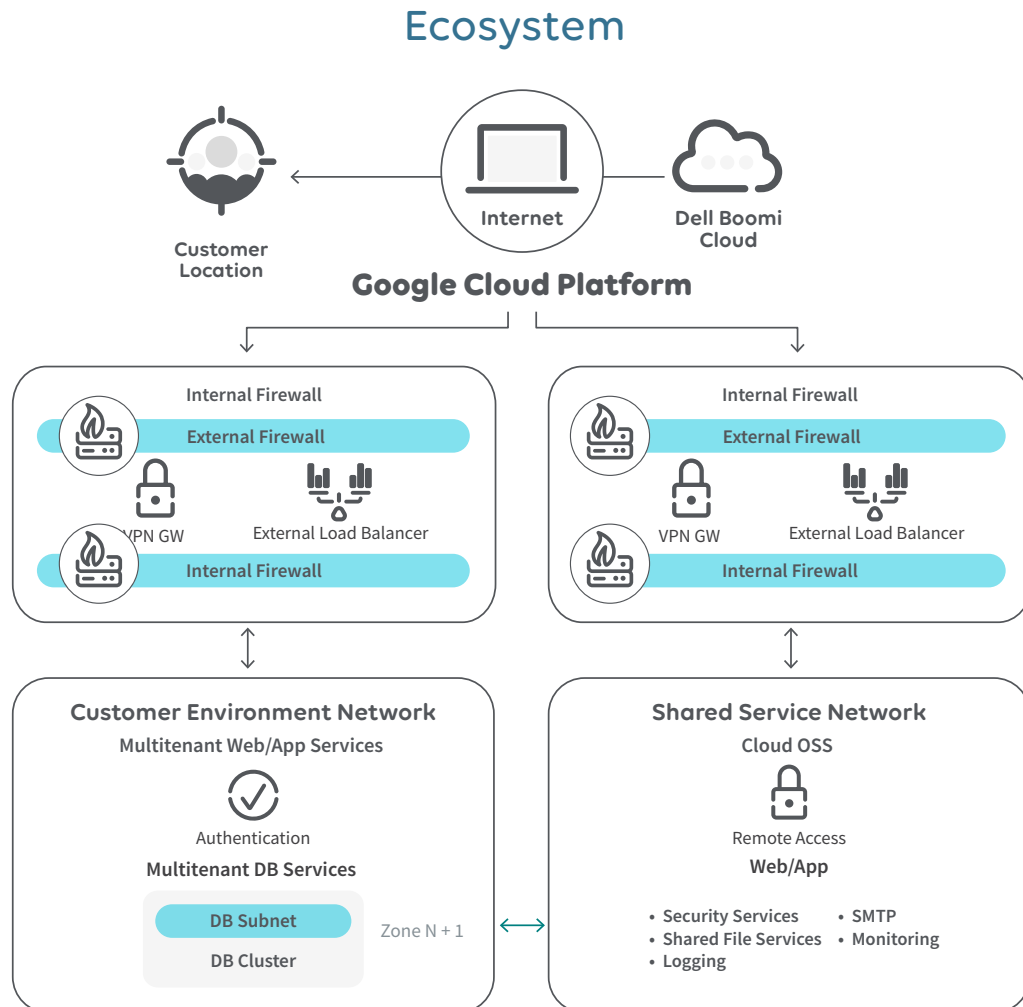 Ecosystem
Internet
Dell Boomi
Cloud
Customer
Location
Google Cloud Platform
Internal Firewall
External Firewall
VPN GW
External Load Balancer
Internal Firewall
Internal Firewall
External Firewall
VPN GW
External Load Balancer
Internal Firewall
Customer Environment Network
Multitenant Web/App Services
Authentication
Multitenant DB Services
DB Subnet
DB Cluster
Zone N + 1
Shared Service Network
Cloud OSS
Remote Access
Web/App
• Security Services
• Shared File Services
• Logging
• SMTP
• Monitoring